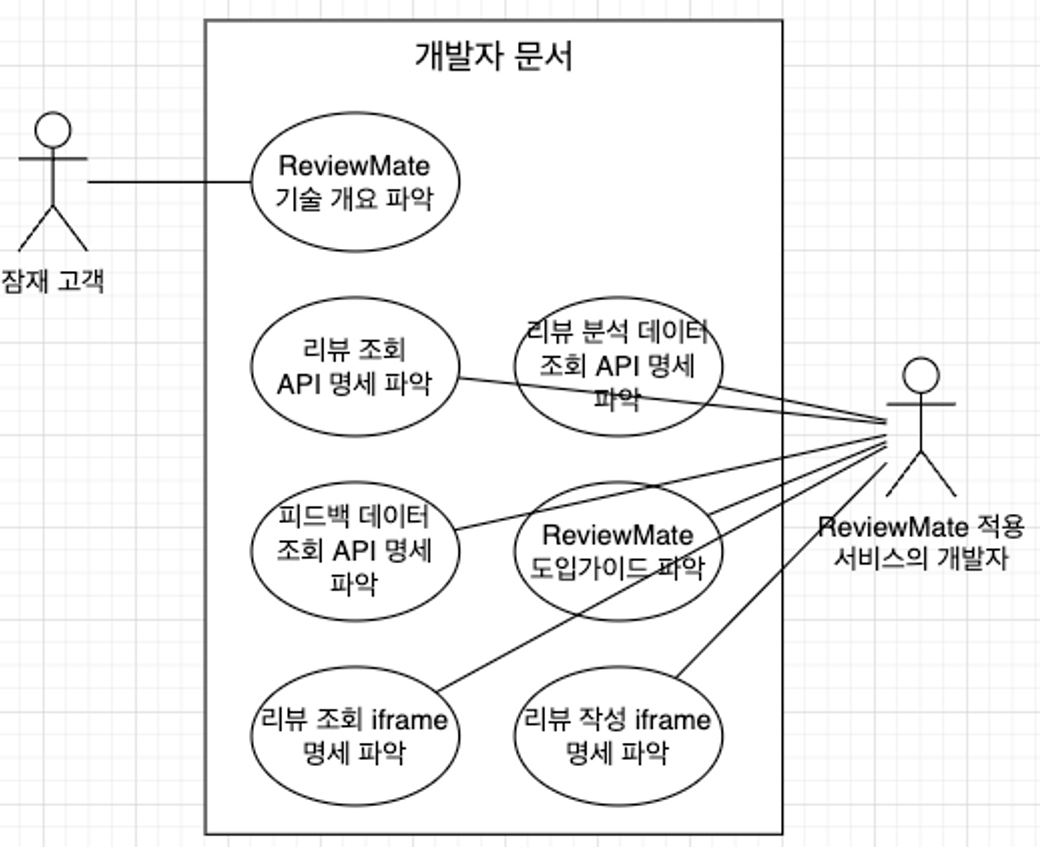 개발자 문서
ReviewMate
기술 개요 파악
잠재 고객
리뷰 조회
API 명세 파악
리뷰 분석 데이터
조회 API 명세
파악
ReviewMate 적용
서비스의 개발자
피드백 데이터
조회 API 명세
파악
ReviewMate
도입가이드 파악
리뷰 조회 iframe
명세 파악
리뷰 작성 iframe
명세 파악